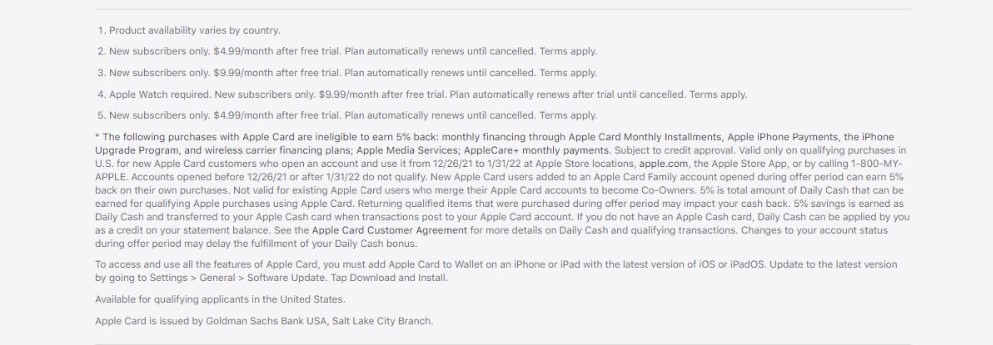 1. Product availability varies by country.
2. New subscribers only. $4.99/month after free trial. Plan automatically renews until cancelled. Terms apply.
3. New subscribers only. $9.99/month after free trial. Plan automatically renews until cancelled. Terms apply.
4. Apple Watch required. New subscribers only. $9.99/month after free trial. Plan automatically renews after trial until cancelled. Terms apply.
5. New subscribers only. $4.99/month after free trial. Plan automatically renews until cancelled. Terms apply.
* The following purchases with Apple Card are ineligible to earn 5% back: monthly financing through Apple Card Monthly Installments, Apple iPhone Payments, the iPhone
Upgrade Program, and wireless carrier financing plans; Apple Media Services; AppleCare+ monthly payments. Subject to credit approval. Valid only on qualifying purchases in
U.S. for new Apple Card customers who open an account and use it from 12/26/21 to 1/31/22 at Apple Store locations, apple.com, the Apple Store App, or by calling 1-800-MY-
APPLE. Accounts opened before 12/26/21 or after 1/31/22 do not qualify. New Apple Card users added to an Apple Card Family account opened during offer period can earn 5%
back on their own purchases. Not valid for existing Apple Card users who merge their Apple Card accounts to become Co-Owners. 5% is total amount of Daily Cash that can be
earned for qualifying Apple purchases using Apple Card. Returning qualified items that were purchased during offer period may impact your cash back. 5% savings is earned as
Daily Cash and transferred to your Apple Cash card when transactions post to your Apple Card account. If you do not have an Apple Cash card, Daily Cash can be applied by you
as a credit on your statement balance. See the Apple Card Customer Agreement for more details on Daily Cash and qualifying transactions. Changes to your account status
during offer period may delay the fulfillment of your Daily Cash bonus.
To access and use all the features of Apple Card, you must add Apple Card to Wallet on an iPhone or iPad with the latest version of iOS or iPadOS. Update to the latest version
by going to Settings > General > Software Update. Tap Download and Install.
Available for qualifying applicants in the United States.
Apple Card is issued by Goldman Sachs Bank USA, Salt Lake City Branch.